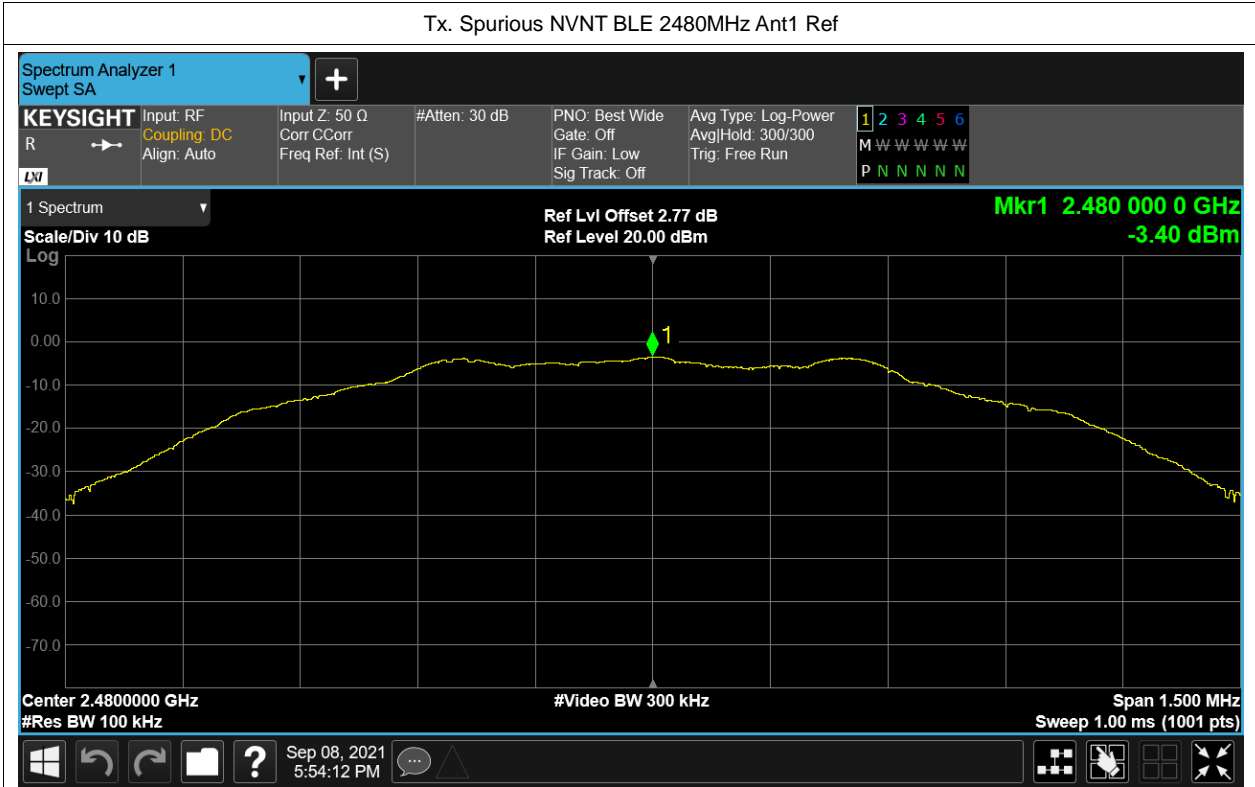 Tx. Spurious NVNT BLE 2480MHz Ant1 Ref
Spectrum Analyzer 1
Swept SA
KEYSIGHT
R
LXI
Input: RF
Coupling: DC
Align: Auto
Input Z: 50 Ω
Corr CCorr
Freq Ref: Int (S)
#Atten: 30 dB
PNO: Best Wide
Gate: Off
IF Gain: Low
Sig Track: Off
Avg Type: Log-Power
Avg|Hold: 300/300
Trig: Free Run
1 2 3 4 5 6
M W W W W W
P N N N N N
1 Spectrum
Scale/Div 10 dB
Log
Ref Lvl Offset 2.77 dB
Ref Level 20.00 dBm
Mkr1 2.480 000 0 GHz
-3.40 dBm
10.0
0.00
-10.0
-20.0
-30.0
-40.0
-50.0
-60.0
-70.0
1
Center 2.4800000 GHz
#Res BW 100 kHz
#Video BW 300 kHz
Span 1.500 MHz
Sweep 1.00 ms (1001 pts)
Sep 08, 2021
5:54:12 PM